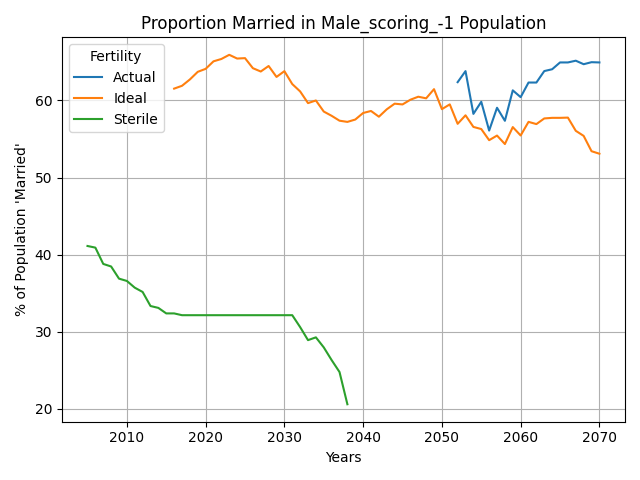 Proportion Married in Male_scoring_-1 Population
Fertility
Actual
Ideal
Sterile
% of Population 'Married'
60
50
40
30
20
2010 2020 2030 2040 2050 2060 2070
Years